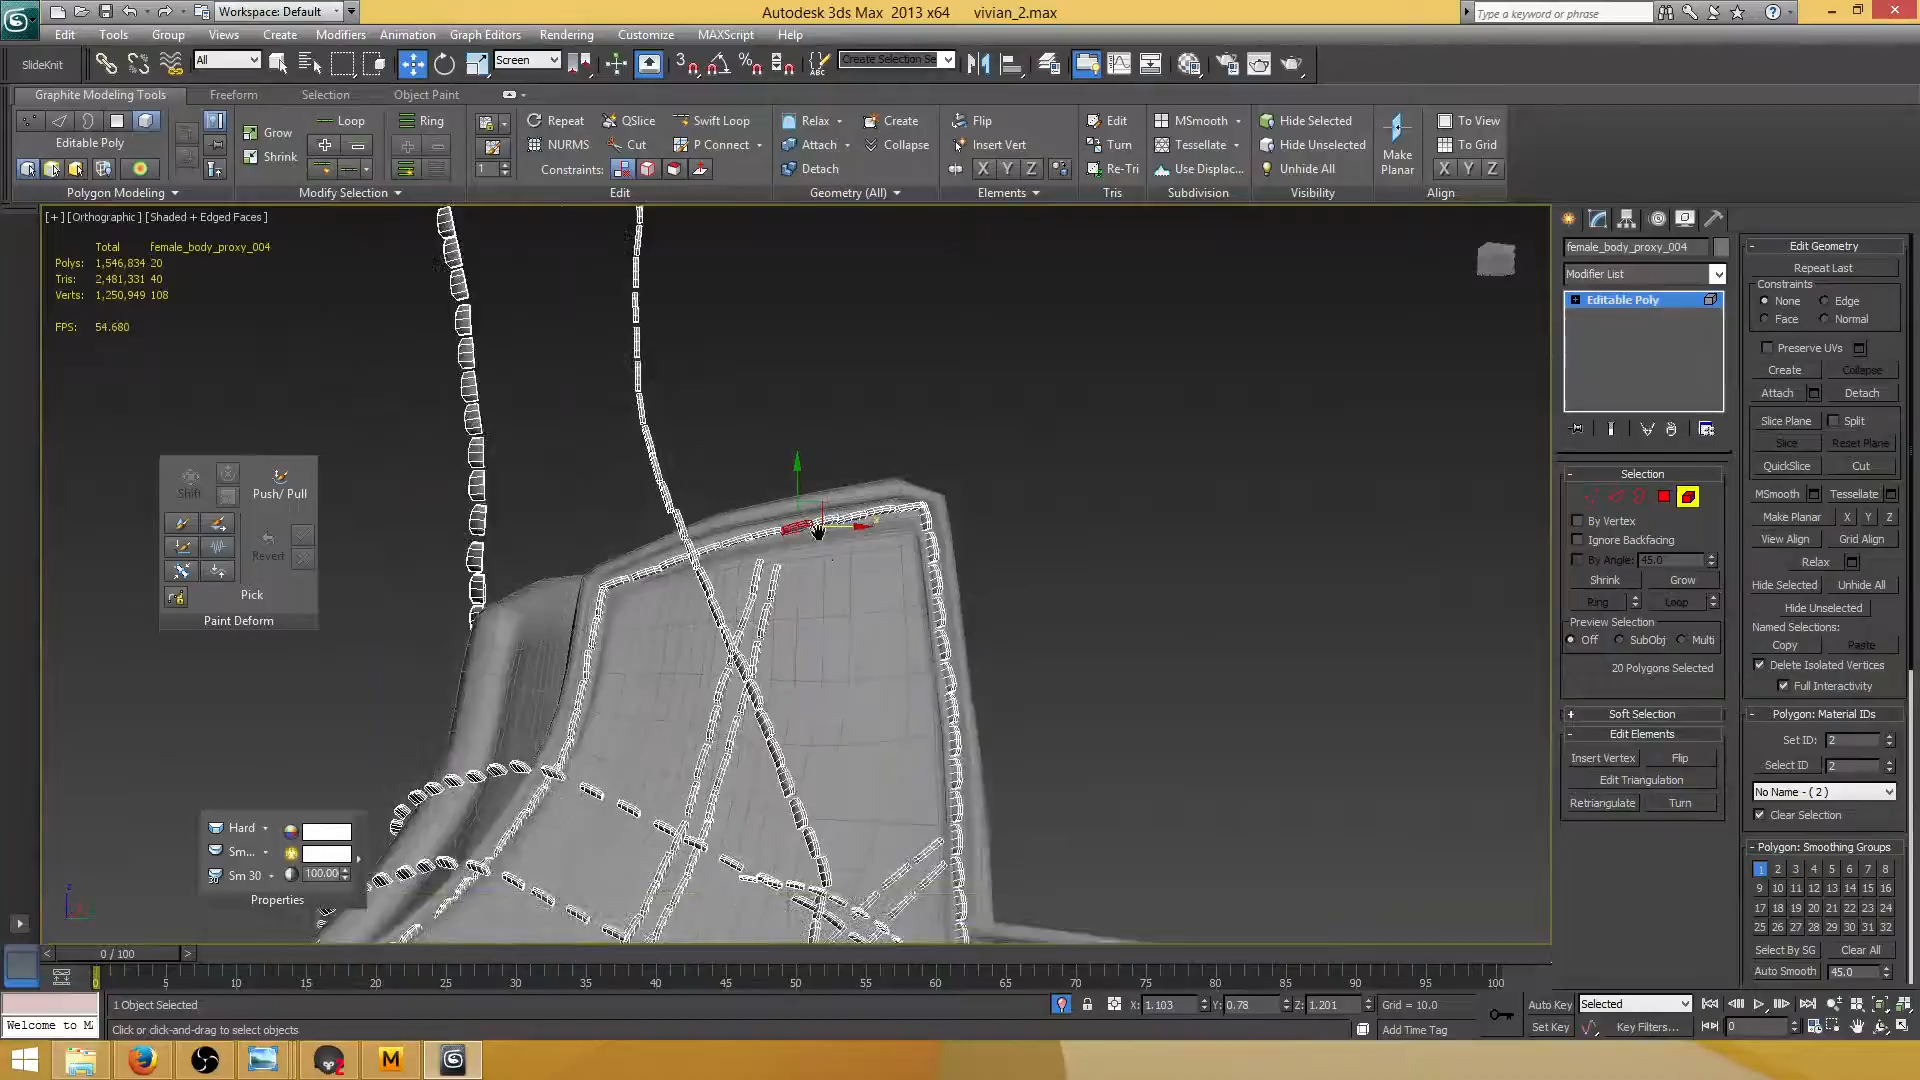 Workspace: Default
Autodesk 3ds Max 2013 x64 vivian_2.max
Type a keyword or phrase
Edit Tools Group Views Create Modifiers Animation Graph Editors Rendering Customize MAXScript Help
SlideKnit All Screen Create Selection Se
Graphite Modeling Tools Freeform Selection Object Paint
Grow Loop Ring Repeat QSlice Swift Loop Relax Create Flip Edit MSmooth Hide Selected To View
Editable Poly Shrink NURMS Cut P Connect Attach Collapse Insert Vert Turn Tessellate Hide Unselected Make Planar To Grid
1 Constraints: Detach X Y Z Re-Tri Use Displac... Unhide All X Y Z
Polygon Modeling Modify Selection Edit Geometry (All) Elements Tris Subdivision Visibility Align
[+] [Orthographic] [Shaded + Edged Faces]
Total female_body_proxy_004
Polys: 1,546,834 20
Tris: 2,481,331 40
Verts: 1,250,949 108
FPS: 54.680
Shift Push/ Pull
Revert
Pick
Paint Deform
Hard
Sm...
Sm 30 100.00
Properties
x
z
female_body_proxy_004
Modifier List
Editable Poly
Selection
By Vertex
Ignore Backfacing
By Angle: 45.0
Shrink Grow
Ring Loop
Preview Selection
Off SubObj Multi
20 Polygons Selected
Soft Selection
Edit Elements
Insert Vertex Flip
Edit Triangulation
Retriangulate Turn
Edit Geometry
Repeat Last
Constraints
None Edge
Face Normal
Preserve UVs
Create Collapse
Attach Detach
Slice Plane Split
Slice Reset Plane
QuickSlice Cut
MSmooth Tessellate
Make Planar X Y Z
View Align Grid Align
Relax
Hide Selected Unhide All
Hide Unselected
Named Selections:
Copy Paste
Delete Isolated Vertices
Full Interactivity
Polygon: Material IDs
Set ID: 2
Select ID 2
No Name - ( 2 )
Clear Selection
Polygon: Smoothing Groups
1 2 3 4 5 6 7 8
9 10 11 12 13 14 15 16
17 18 19 20 21 22 23 24
25 26 27 28 29 30 31 32
Select By SG Clear All
Auto Smooth 45.0
< 0 / 100 >
0 5 10 15 20 25 30 35 40 45 50 55 60 65 70 75 80 85 90 95 100
1 Object Selected X: 1.103 Y: 0.78 Z: 1.201 Grid = 10.0 Auto Key Selected
Welcome to Click or click-and-drag to select objects Add Time Tag Set Key Key Filters... 0